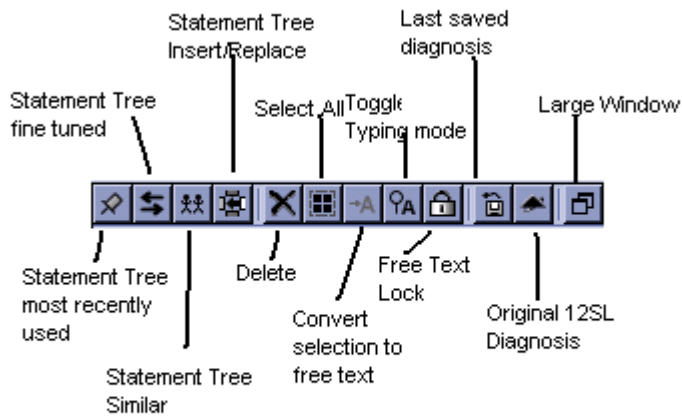 Statement Tree
Insert/Replace
Last saved
diagnosis
Statement Tree
fine tuned
Select All
Toggle
Typing mode
Large Window
A
A
Statement Tree
most recently
used
Delete
Free Text
Lock
Convert
selection to
free text
Original 12SL
Diagnosis
Statement Tree
Similar